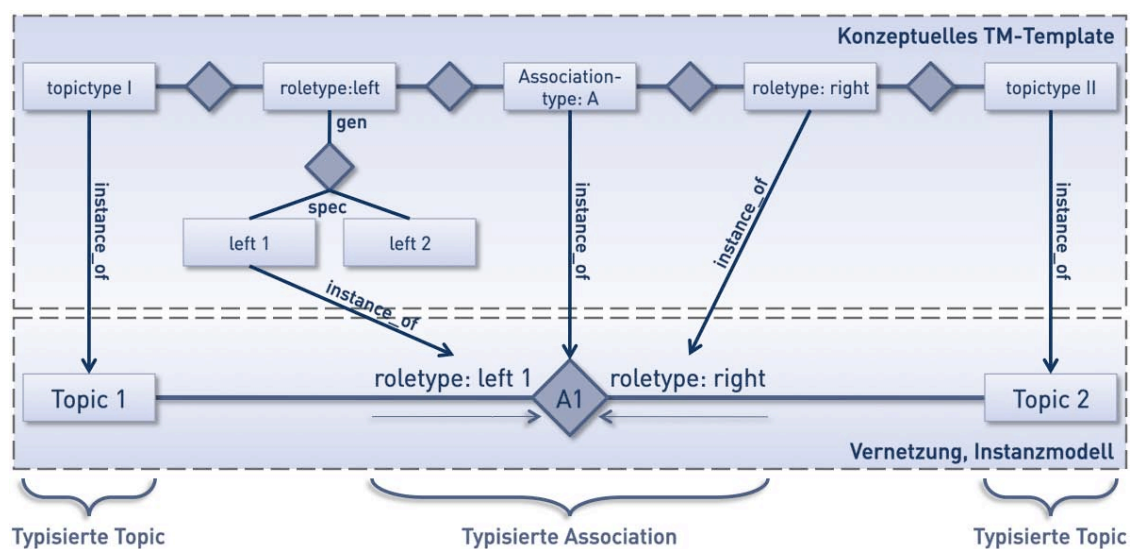 Konzeptuelles TM-Template
topictype I
roletype:left
Association-
type: A
roletype: right
topictype II
gen
spec
left 1
left 2
instance_of
instance_of
instance_of
instance_of
instance_of
roletype: left 1
roletype: right
Topic 1
A1
Topic 2
Vernetzung, Instanzmodell
Typisierte Topic
Typisierte Association
Typisierte Topic